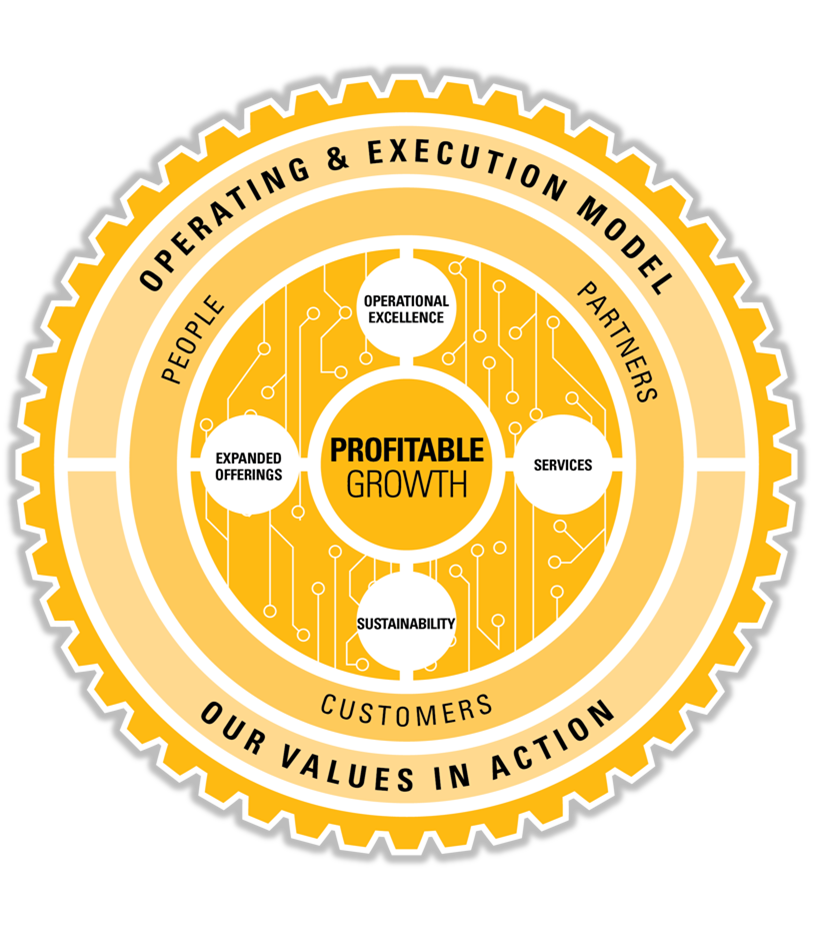 OPERATING & EXECUTION MODEL
PEOPLE
PARTNERS
OPERATIONAL
EXCELLENCE
EXPANDED
OFFERINGS
PROFITABLE
GROWTH
SERVICES
SUSTAINABILITY
CUSTOMERS
OUR VALUES IN ACTION